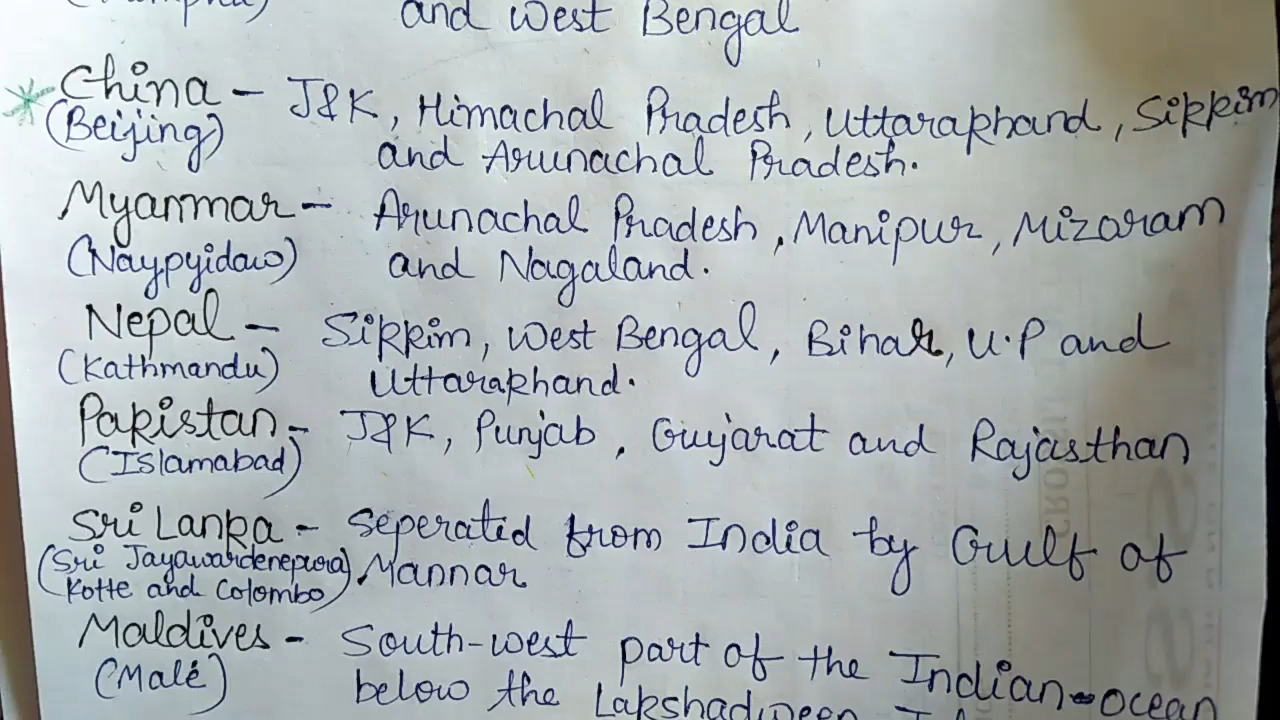 and West Bengal
China - J&K, Himachal Pradesh, Uttarakhand, Sikkim
(Beijing) and Arunachal Pradesh.
Myanmar - Arunachal Pradesh, Manipur, Mizoram
(Naypyidaw) and Nagaland.
Nepal - Sikkim, West Bengal, Bihar, U.P and
(Kathmandu) Uttarakhand.
Pakistan - J&K, Punjab, Gujarat and Rajasthan
(Islamabad)
Sri Lanka - Seperated from India by Gulf of
(Sri Jayawardenepura Mannar
Kotte and Colombo)
Maldives - South-west part of the Indian-ocean
(Malé) below the Lakshadweep